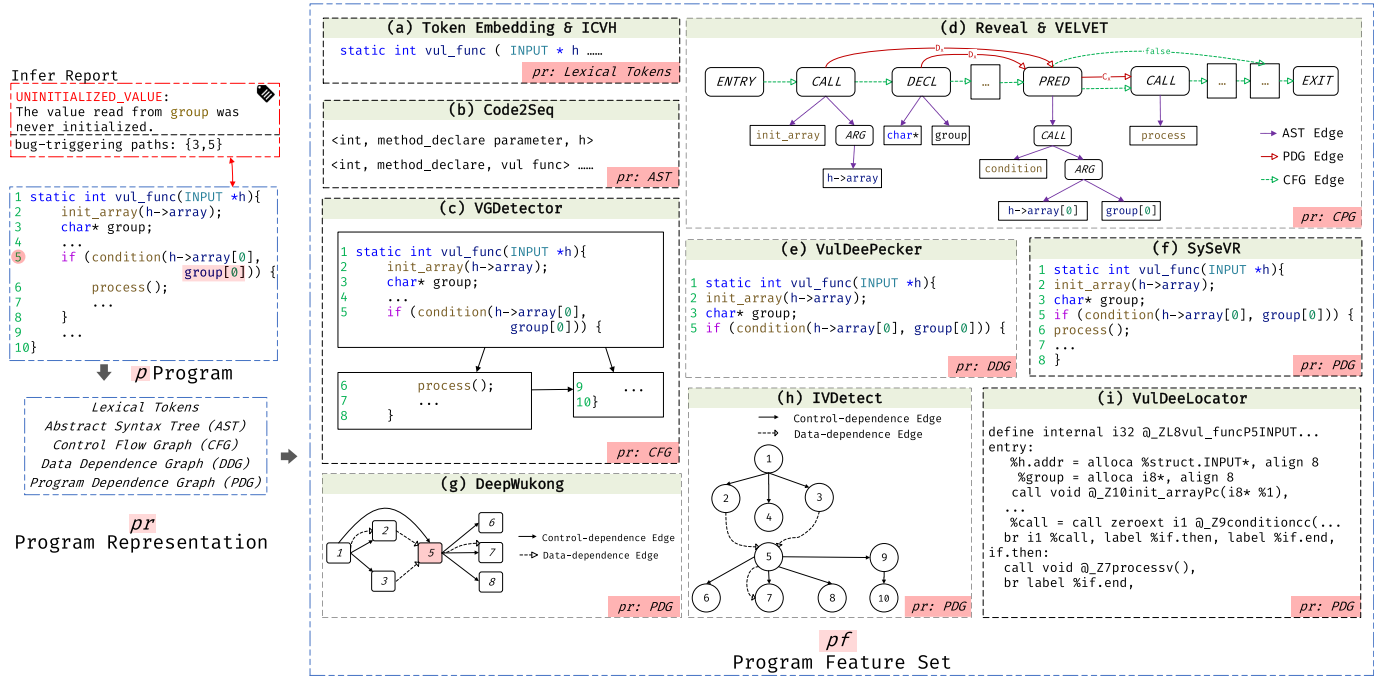 Infer Report
UNINITIALIZED_VALUE:
The value read from group was
never initialized.
bug-triggering paths: {3,5}
1 static int vul_func(INPUT *h){
2 init_array(h->array);
3 char* group;
4 ...
5 if (condition(h->array[0],
group[0])) {
6 process();
7 ...
8 }
9 ...
10}
p Program
Lexical Tokens
Abstract Syntax Tree (AST)
Control Flow Graph (CFG)
Data Dependence Graph (DDG)
Program Dependence Graph (PDG)
pr
Program Representation
(a) Token Embedding & ICVH
static int vul_func ( INPUT * h ……
pr: Lexical Tokens
(b) Code2Seq
<int, method_declare parameter, h>
<int, method_declare, vul func> ……
pr: AST
(c) VGDetector
1 static int vul_func(INPUT *h){
2 init_array(h->array);
3 char* group;
4 ...
5 if (condition(h->array[0],
group[0])) {
6 process();
7 ...
8 }
9 ...
10}
pr: CFG
(d) Reveal & VELVET
Dₐ
Dₐ
false
ENTRY
CALL
DECL
…
PRED
Cₐ
CALL
…
…
EXIT
init_array
ARG
char*
group
CALL
process
h->array
condition
ARG
h->array[0]
group[0]
AST Edge
PDG Edge
CFG Edge
pr: CPG
(e) VulDeePecker
1 static int vul_func(INPUT *h){
2 init_array(h->array);
3 char* group;
5 if (condition(h->array[0], group[0])) {
pr: DDG
(f) SySeVR
1 static int vul_func(INPUT *h){
2 init_array(h->array);
3 char* group;
5 if (condition(h->array[0], group[0])) {
6 process();
7 ...
8 }
pr: PDG
(g) DeepWukong
1
2
3
5
6
7
8
Control-dependence Edge
Data-dependence Edge
pr: PDG
(h) IVDetect
Control-dependence Edge
Data-dependence Edge
1
2
3
4
5
9
6
7
8
10
pr: PDG
(i) VulDeeLocator
define internal i32 @_ZL8vul_funcP5INPUT...
entry:
%h.addr = alloca %struct.INPUT*, align 8
%group = alloca i8*, align 8
call void @_Z10init_arrayPc(i8* %1),
...
%call = call zeroext i1 @_Z9conditioncc(...
br i1 %call, label %if.then, label %if.end,
if.then:
call void @_Z7processv(),
br label %if.end,
pr: PDG
pf
Program Feature Set